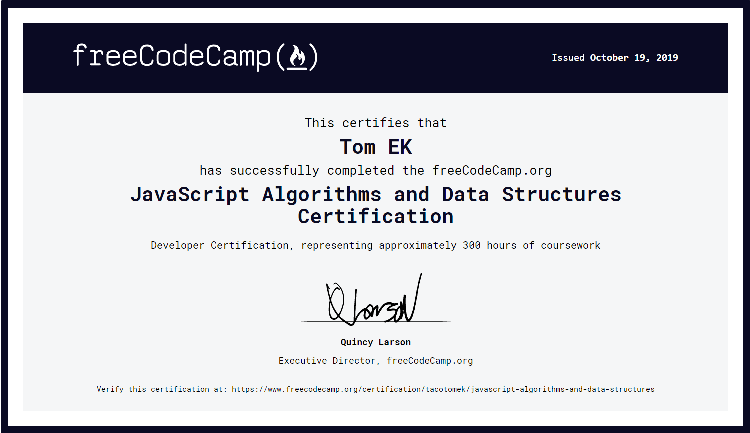 freeCodeCamp(🔥)
Issued October 19, 2019
This certifies that
Tom EK
has successfully completed the freeCodeCamp.org
JavaScript Algorithms and Data Structures
Certification
Developer Certification, representing approximately 300 hours of coursework
Q Larson
Quincy Larson
Executive Director, freeCodeCamp.org
Verify this certification at: https://www.freecodecamp.org/certification/tacotomek/javascript-algorithms-and-data-structures